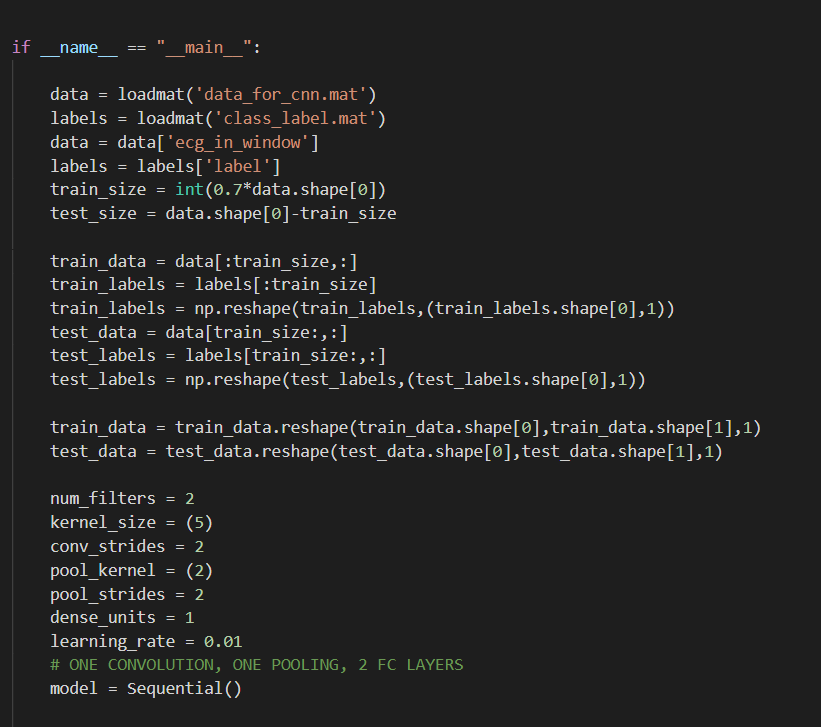 if __name__ == "__main__":
data = loadmat('data_for_cnn.mat')
labels = loadmat('class_label.mat')
data = data['ecg_in_window']
labels = labels['label']
train_size = int(0.7*data.shape[0])
test_size = data.shape[0]-train_size
train_data = data[:train_size,:]
train_labels = labels[:train_size]
train_labels = np.reshape(train_labels,(train_labels.shape[0],1))
test_data = data[train_size:,:]
test_labels = labels[train_size:,:]
test_labels = np.reshape(test_labels,(test_labels.shape[0],1))
train_data = train_data.reshape(train_data.shape[0],train_data.shape[1],1)
test_data = test_data.reshape(test_data.shape[0],test_data.shape[1],1)
num_filters = 2
kernel_size = (5)
conv_strides = 2
pool_kernel = (2)
pool_strides = 2
dense_units = 1
learning_rate = 0.01
# ONE CONVOLUTION, ONE POOLING, 2 FC LAYERS
model = Sequential()